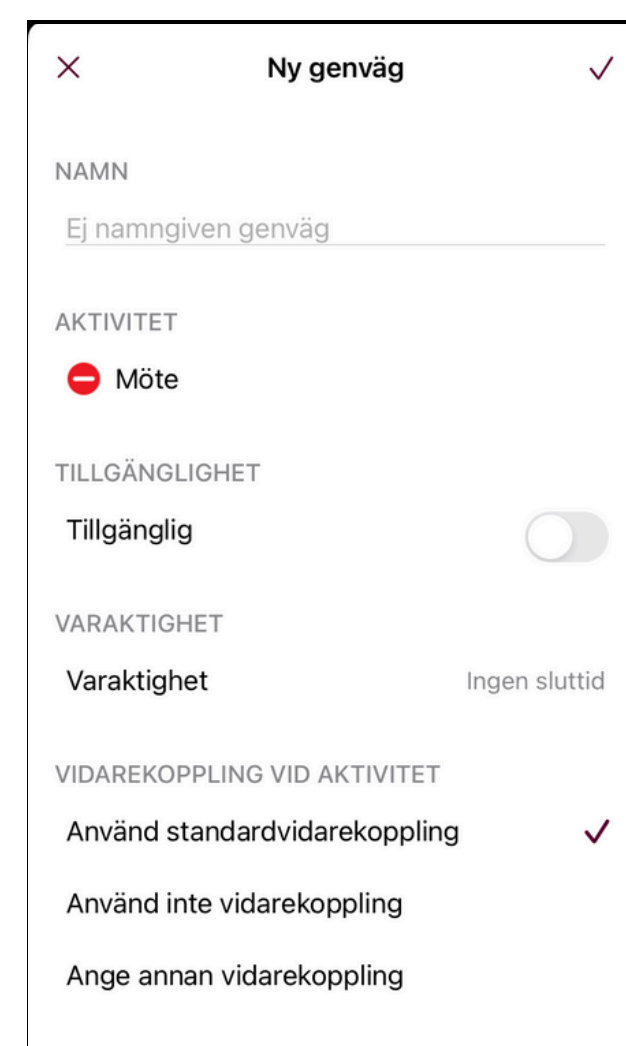 Ny genväg
NAMN
Ej namngiven genväg
AKTIVITET
Möte
TILLGÄNGLIGHET
Tillgänglig
VARAKTIGHET
Varaktighet Ingen sluttid
VIDAREKOPPLING VID AKTIVITET
Använd standardvidarekoppling
Använd inte vidarekoppling
Ange annan vidarekoppling